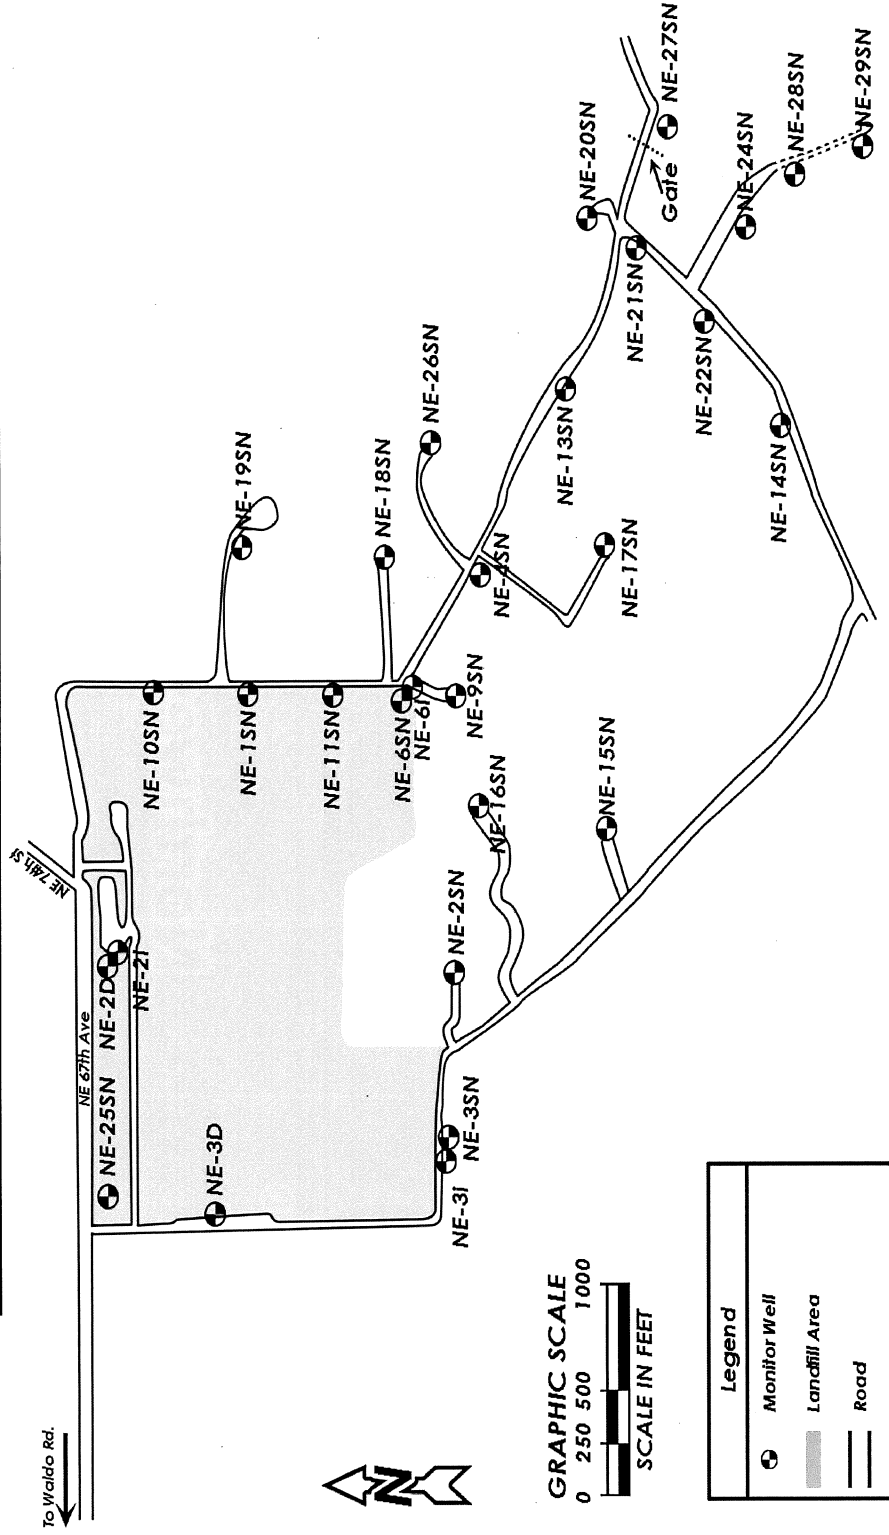 To Waldo Rd.
NE 67th Ave
NE 74th St
NE-25SN
NE-2D
NE-2I
NE-3D
NE-3I
NE-3SN
NE-2SN
NE-16SN
NE-15SN
NE-10SN
NE-1SN
NE-11SN
NE-6SN
NE-6I
NE-9SN
NE-19SN
NE-18SN
NE-26SN
NE-4SN
NE-17SN
NE-13SN
NE-14SN
NE-22SN
NE-21SN
NE-20SN
Gate
NE-27SN
NE-24SN
NE-28SN
NE-29SN
N
GRAPHIC SCALE
0 250 500 1000
SCALE IN FEET
Legend
Monitor Well
Landfill Area
Road